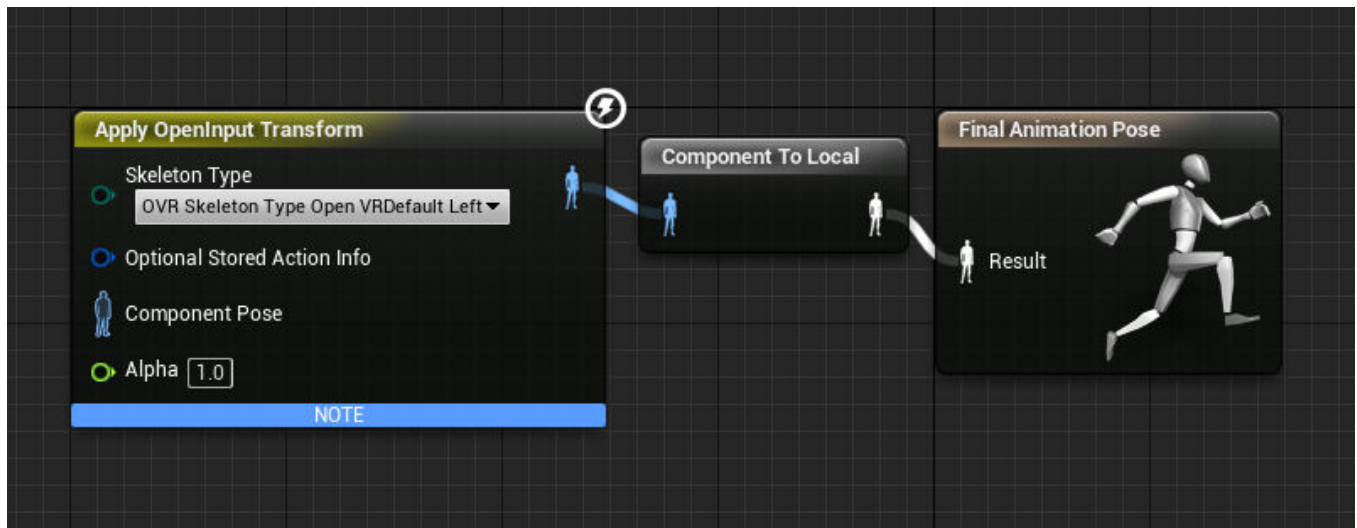 Apply OpenInput Transform
Skeleton Type
OVR Skeleton Type Open VRDefault Left
Optional Stored Action Info
Component Pose
Alpha 1.0
NOTE
Component To Local
Final Animation Pose
Result